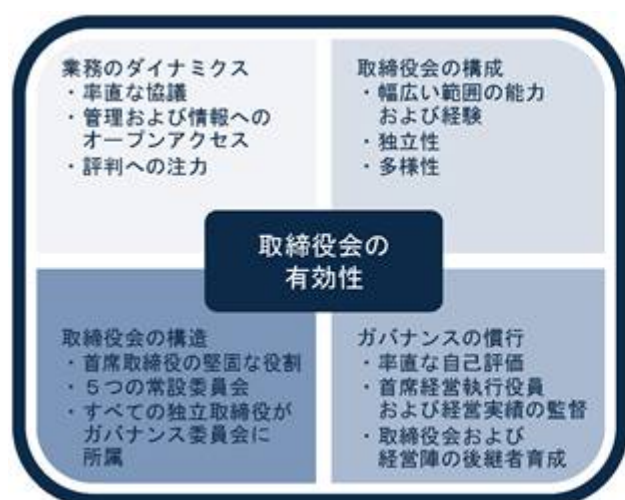 業務のダイナミクス
・率直な協議
・管理および情報への
オープンアクセス
・評判への注力
取締役会の構成
・幅広い範囲の能力
および経験
・独立性
・多様性
取締役会の
有効性
取締役会の構造
・首席取締役の堅固な役割
・５つの常設委員会
・すべての独立取締役が
ガバナンス委員会に
所属
ガバナンスの慣行
・率直な自己評価
・首席経営執行役員
および経営実績の監督
・取締役会および
経営陣の後継者育成